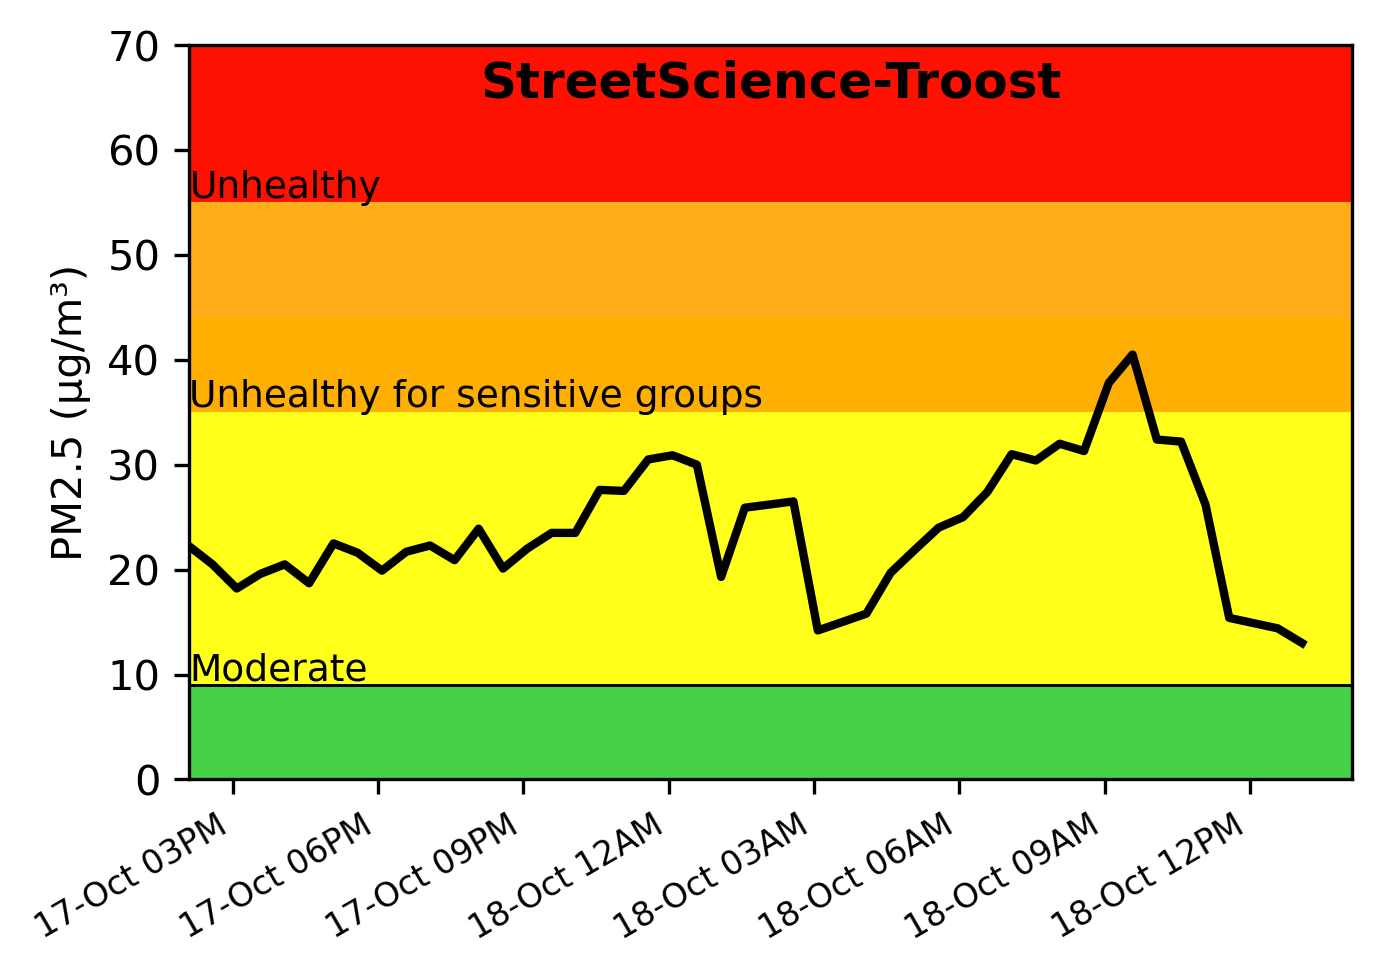 StreetScience-Troost
70
60
50
40
30
20
10
0
PM2.5 (µg/m³)
Unhealthy
Unhealthy for sensitive groups
Moderate
17-Oct 03PM
17-Oct 06PM
17-Oct 09PM
18-Oct 12AM
18-Oct 03AM
18-Oct 06AM
18-Oct 09AM
18-Oct 12PM